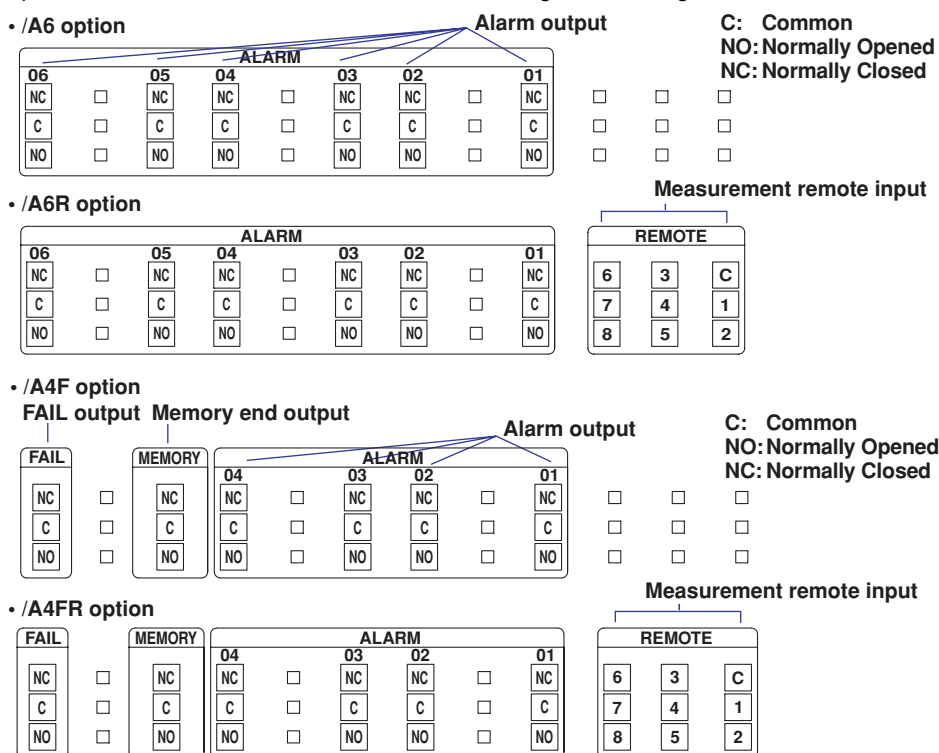 • /A6 option
Alarm output
C: Common
NO: Normally Opened
NC: Normally Closed
ALARM
06 05 04 03 02 01
NC NC NC NC NC NC
C C C C C C
NO NO NO NO NO NO
• /A6R option
Measurement remote input
ALARM
REMOTE
06 05 04 03 02 01
NC NC NC NC NC NC 6 3 C
C C C C C C 7 4 1
NO NO NO NO NO NO 8 5 2
• /A4F option
FAIL output Memory end output
Alarm output
C: Common
NO: Normally Opened
NC: Normally Closed
FAIL MEMORY ALARM
04 03 02 01
NC NC NC NC NC NC
C C C C C C
NO NO NO NO NO NO
• /A4FR option
Measurement remote input
FAIL MEMORY ALARM REMOTE
04 03 02 01
NC NC NC NC NC NC 6 3 C
C C C C C C 7 4 1
NO NO NO NO NO NO 8 5 2